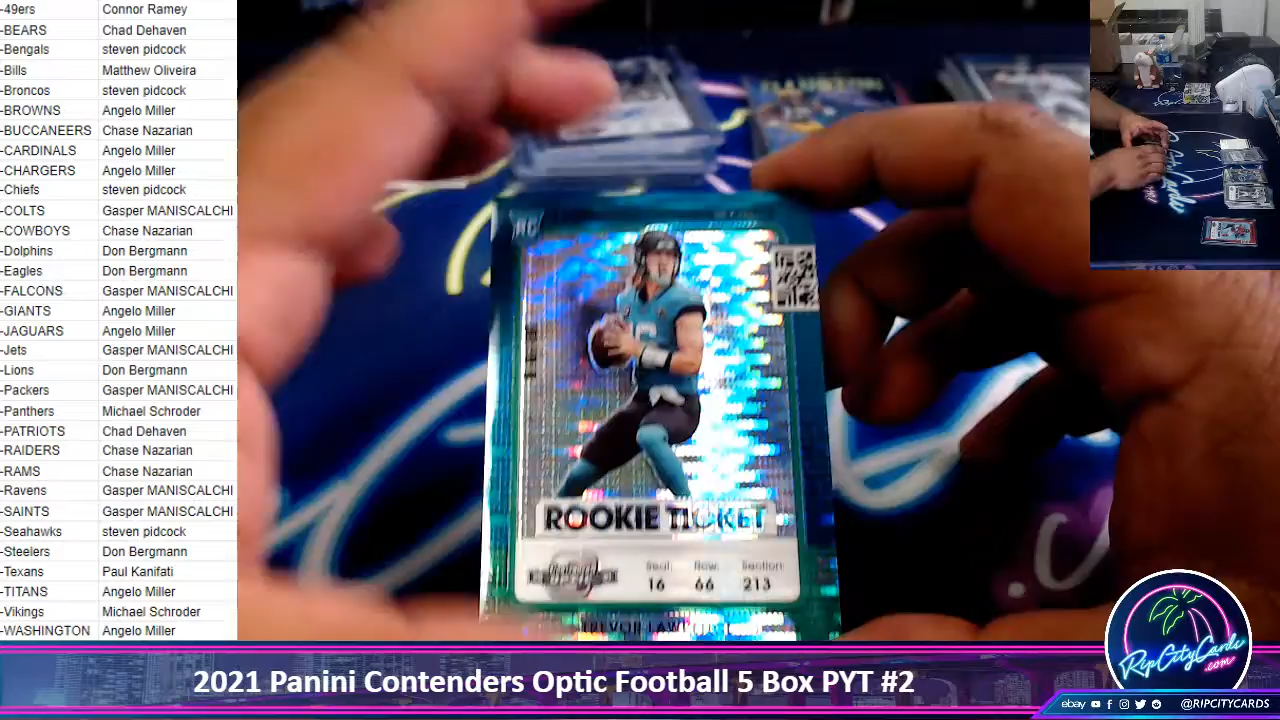 -49ers Connor Ramey
-BEARS Chad Dehaven
-Bengals steven pidcock
-Bills Matthew Oliveira
-Broncos steven pidcock
-BROWNS Angelo Miller
-BUCCANEERS Chase Nazarian
-CARDINALS Angelo Miller
-CHARGERS Angelo Miller
-Chiefs steven pidcock
-COLTS Gasper MANISCALCHI
-COWBOYS Chase Nazarian
-Dolphins Don Bergmann
-Eagles Don Bergmann
-FALCONS Gasper MANISCALCHI
-GIANTS Angelo Miller
-JAGUARS Angelo Miller
-Jets Gasper MANISCALCHI
-Lions Don Bergmann
-Packers Gasper MANISCALCHI
-Panthers Michael Schroder
-PATRIOTS Chad Dehaven
-RAIDERS Chase Nazarian
-RAMS Chase Nazarian
-Ravens Gasper MANISCALCHI
-SAINTS Gasper MANISCALCHI
-Seahawks steven pidcock
-Steelers Don Bergmann
-Texans Paul Kanifati
-TITANS Angelo Miller
-Vikings Michael Schroder
-WASHINGTON Angelo Miller
RC
ROOKIE TICKET
Seat Row Section
16 66 213
TREVOR
RipCityCards
.com
2021 Panini Contenders Optic Football 5 Box PYT #2
ebay @RIPCITYCARDS